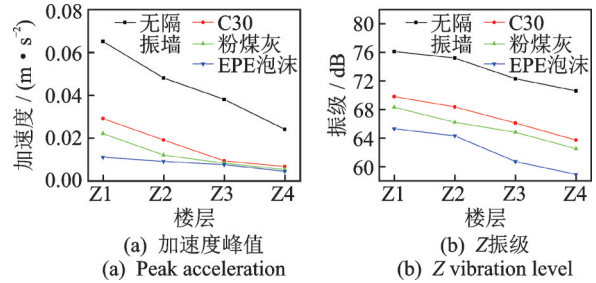 0.08
0.06
0.04
0.02
0.00
加速度 / (m • s⁻²)
无隔振墙
C30
粉煤灰
EPE泡沫
Z1 Z2 Z3 Z4
楼层
(a) 加速度峰值
(a) Peak acceleration
84
80
76
72
68
64
60
振级 / dB
无隔振墙
C30
粉煤灰
EPE泡沫
Z1 Z2 Z3 Z4
楼层
(b) Z振级
(b) Z vibration level